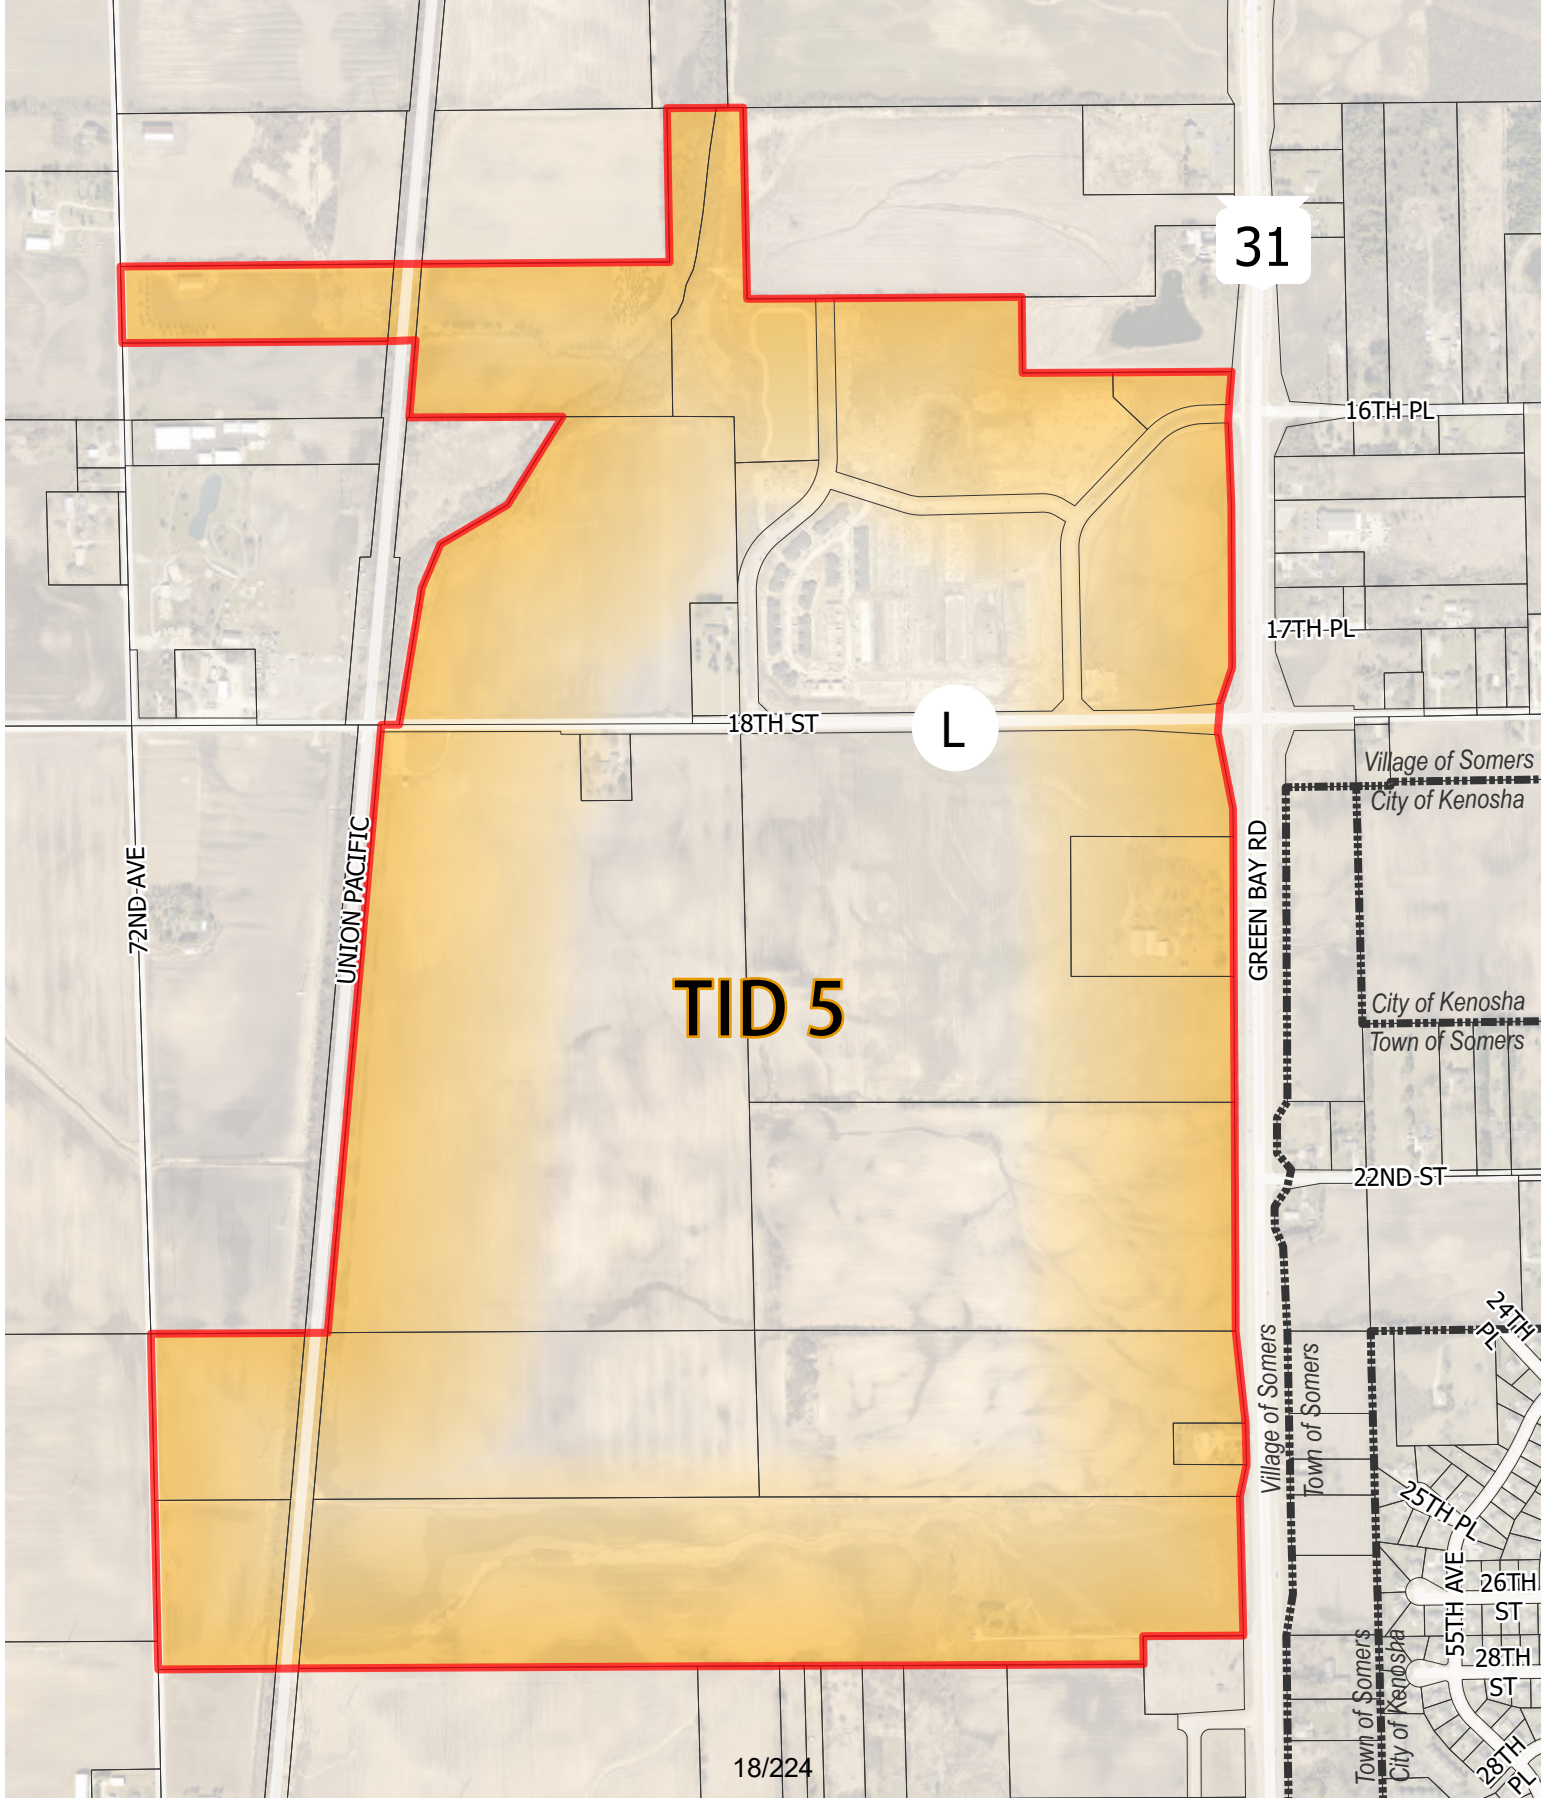 31
16TH PL
17TH PL
18TH ST
L
Village of Somers
City of Kenosha
72ND AVE
UNION PACIFIC
GREEN BAY RD
TID 5
City of Kenosha
Town of Somers
22ND ST
24TH
PL
Village of Somers
Town of Somers
25TH PL
55TH AVE
26TH
ST
28TH
ST
Town of Somers
City of Kenosha
28TH
PL
18/224